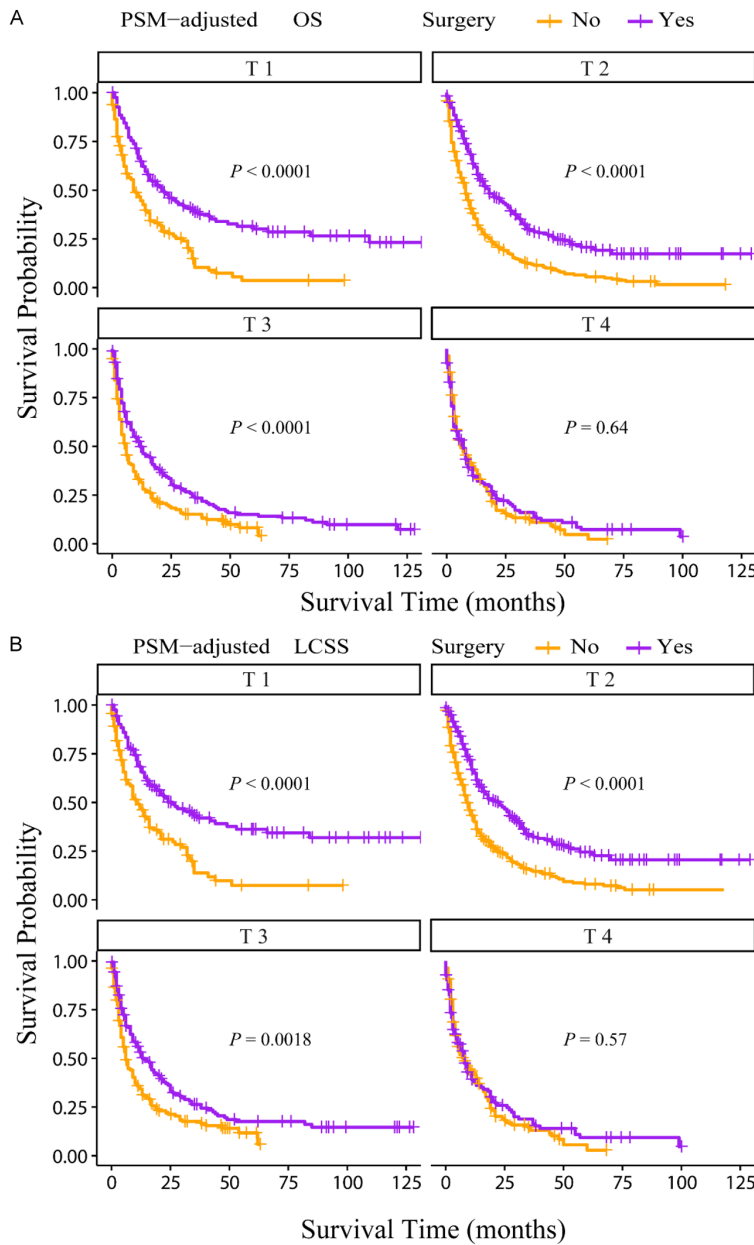 A
PSM−adjusted OS Surgery No Yes
T 1 T 2
1.00
0.75
0.50
0.25
0.00
P < 0.0001 P < 0.0001
T 3 T 4
1.00
0.75
0.50
0.25
0.00
P < 0.0001 P = 0.64
0 25 50 75 100 125 0 25 50 75 100 125
Survival Probability
Survival Time (months)
B
PSM−adjusted LCSS Surgery No Yes
T 1 T 2
1.00
0.75
0.50
0.25
0.00
P < 0.0001 P < 0.0001
T 3 T 4
1.00
0.75
0.50
0.25
0.00
P = 0.0018 P = 0.57
0 25 50 75 100 125 0 25 50 75 100 125
Survival Probability
Survival Time (months)